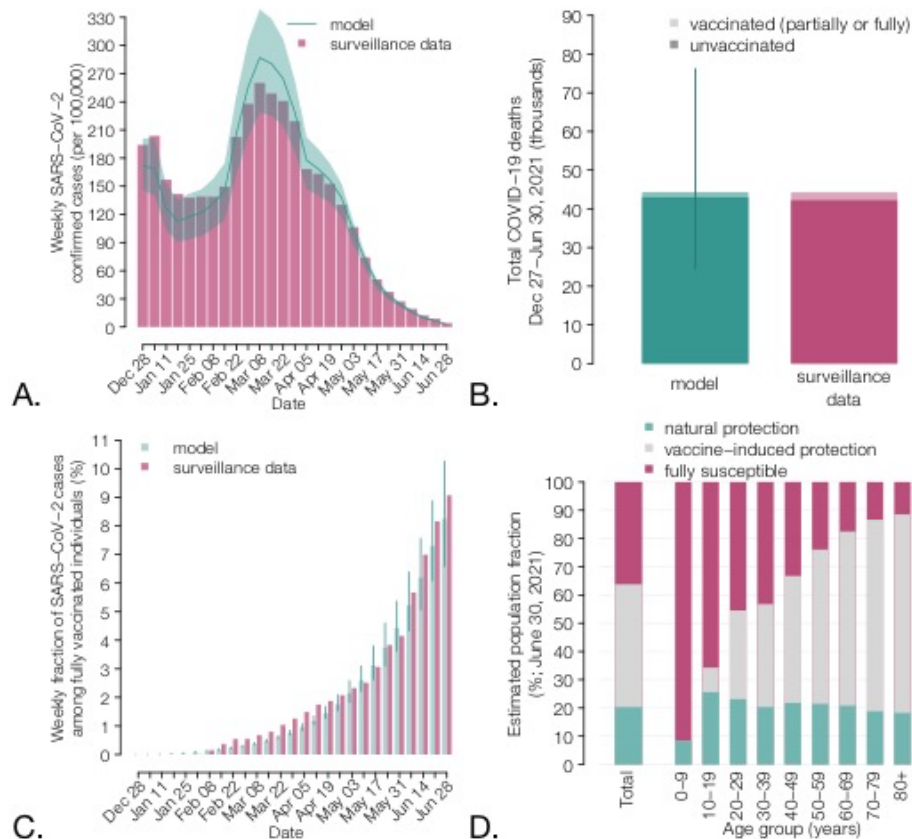 330
300
270
240
210
180
150
120
90
60
30
0
Weekly SARS-CoV-2
confirmed cases (per 100,000)
model
surveillance data
Dec 28
Jan 11
Jan 25
Feb 08
Feb 22
Mar 08
Mar 22
Apr 05
Apr 19
May 03
May 17
May 31
Jun 14
Jun 28
Date
A.
90
80
70
60
50
40
30
20
10
0
Total COVID-19 deaths
Dec 27-Jun 30, 2021 (thousands)
vaccinated (partially or fully)
unvaccinated
model
surveillance
data
B.
11
10
9
8
7
6
5
4
3
2
1
0
Weekly fraction of SARS-CoV-2 cases
among fully vaccinated individuals (%)
model
surveillance data
Dec 28
Jan 11
Jan 25
Feb 08
Feb 22
Mar 08
Mar 22
Apr 05
Apr 19
May 03
May 17
May 31
Jun 14
Jun 28
Date
C.
natural protection
vaccine-induced protection
fully susceptible
100
90
80
70
60
50
40
30
20
10
0
Estimated population fraction
(%; June 30, 2021)
Total
0-9
10-19
20-29
30-39
40-49
50-59
60-69
70-79
80+
Age group (years)
D.